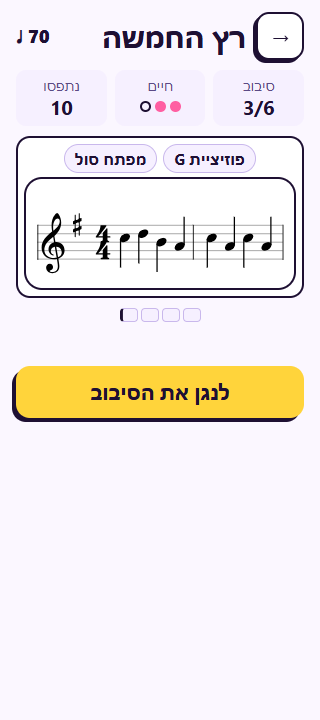 →
רץ החמשה
♩ 70
סיבוב
3/6
חיים
נתפסו
10
פוזיציית G
מפתח סול
4
4
לנגן את הסיבוב